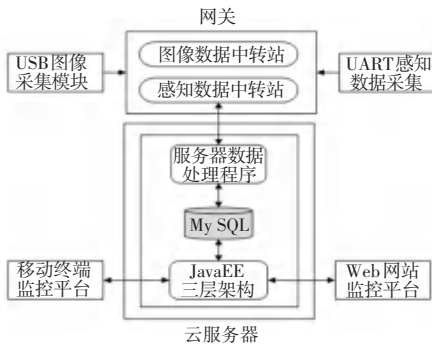 网关
图像数据中转站
USB图像
采集模块
UART感知
数据采集
感知数据中转站
服务器数据
处理程序
My SQL
移动终端
监控平台
JavaEE
三层架构
Web网站
监控平台
云服务器